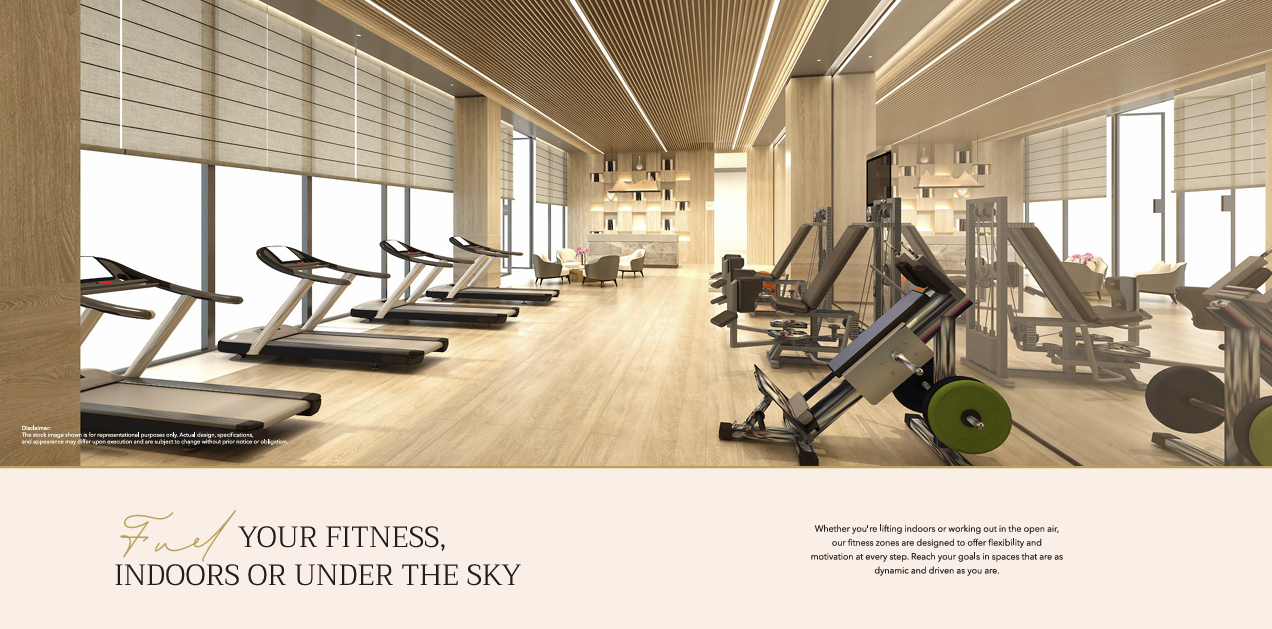 Disclaimer:
The stock image shown is for representational purposes only. Actual design, specifications,
and appearance may differ upon execution and are subject to change without prior notice or obligation.
Fuel YOUR FITNESS,
INDOORS OR UNDER THE SKY
Whether you're lifting indoors or working out in the open air,
our fitness zones are designed to offer flexibility and
motivation at every step. Reach your goals in spaces that are as
dynamic and driven as you are.